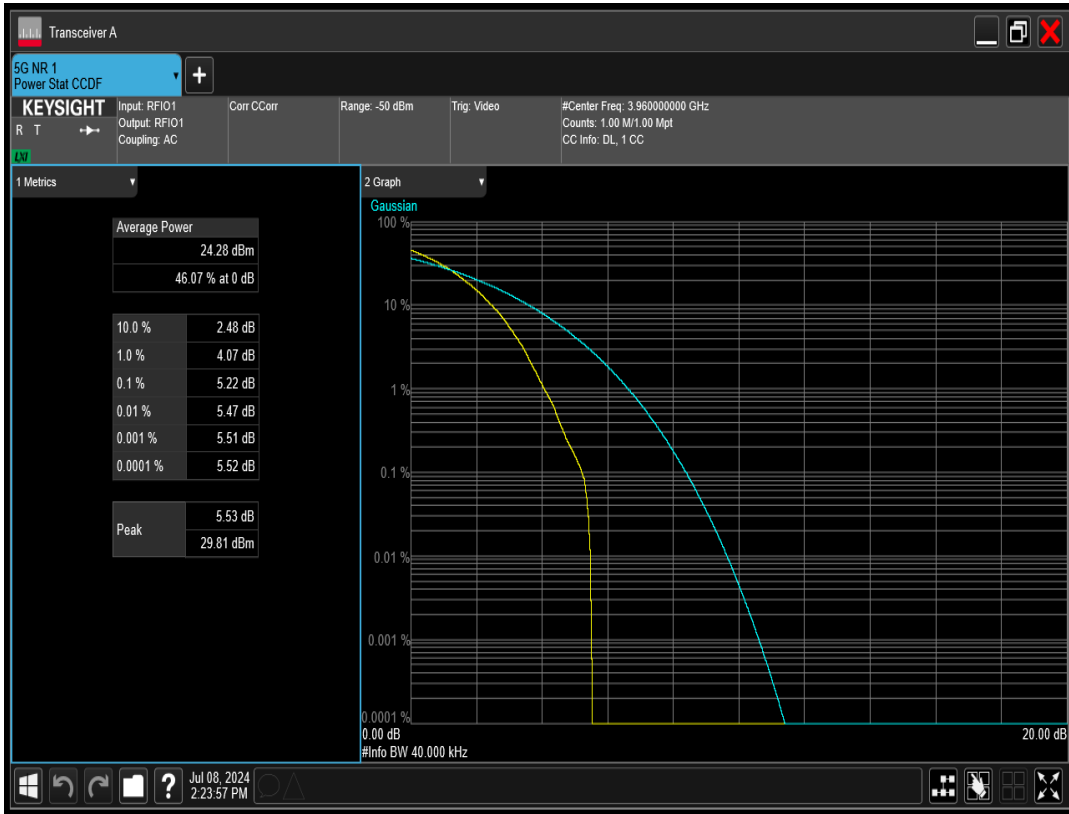 Transceiver A
5G NR 1
Power Stat CCDF
+
KEYSIGHT
R T
LXI
Input: RFIO1
Output: RFIO1
Coupling: AC
Corr CCorr
Range: -50 dBm
Trig: Video
#Center Freq: 3.960000000 GHz
Counts: 1.00 M/1.00 Mpt
CC Info: DL, 1 CC
1 Metrics
Average Power
24.28 dBm
46.07 % at 0 dB
10.0 % 2.48 dB
1.0 % 4.07 dB
0.1 % 5.22 dB
0.01 % 5.47 dB
0.001 % 5.51 dB
0.0001 % 5.52 dB
Peak
5.53 dB
29.81 dBm
2 Graph
Gaussian
100 %
10 %
1 %
0.1 %
0.01 %
0.001 %
0.0001 %
0.00 dB 20.00 dB
#Info BW 40.000 kHz
?
Jul 08, 2024
2:23:57 PM